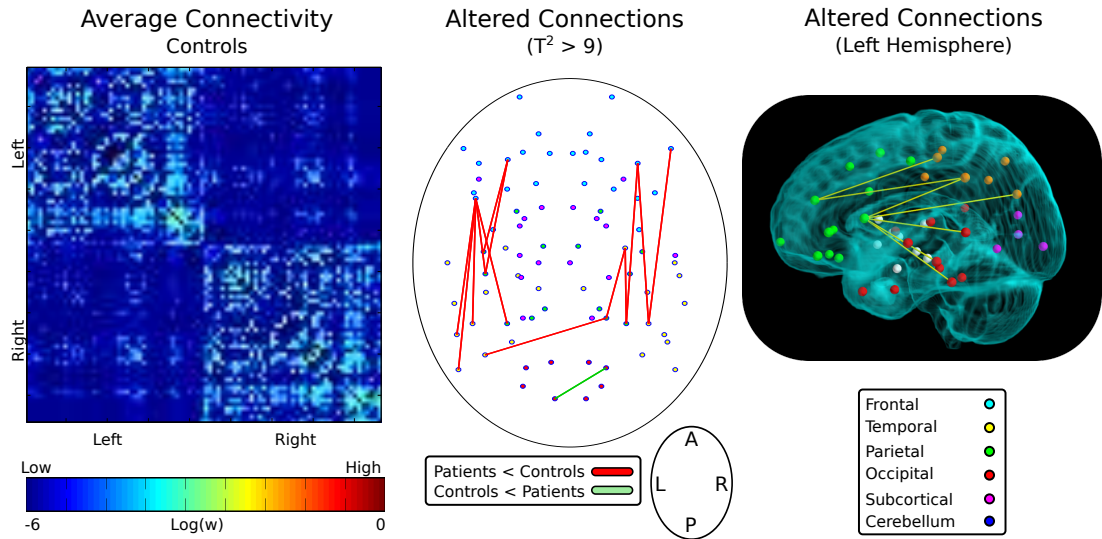 Average Connectivity
Controls
Left
Right
Left
Right
Low
High
-6
Log(w)
0
Altered Connections
(T² > 9)
Patients < Controls
Controls < Patients
A
L
R
P
Altered Connections
(Left Hemisphere)
Frontal
Temporal
Parietal
Occipital
Subcortical
Cerebellum